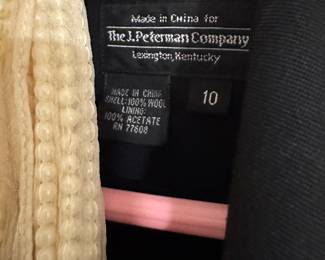 Made in China for
The J. Peterman Company
Lexington, Kentucky
MADE IN CHINA
SHELL: 100% WOOL
LINING:
100% ACETATE
RN 77608
10